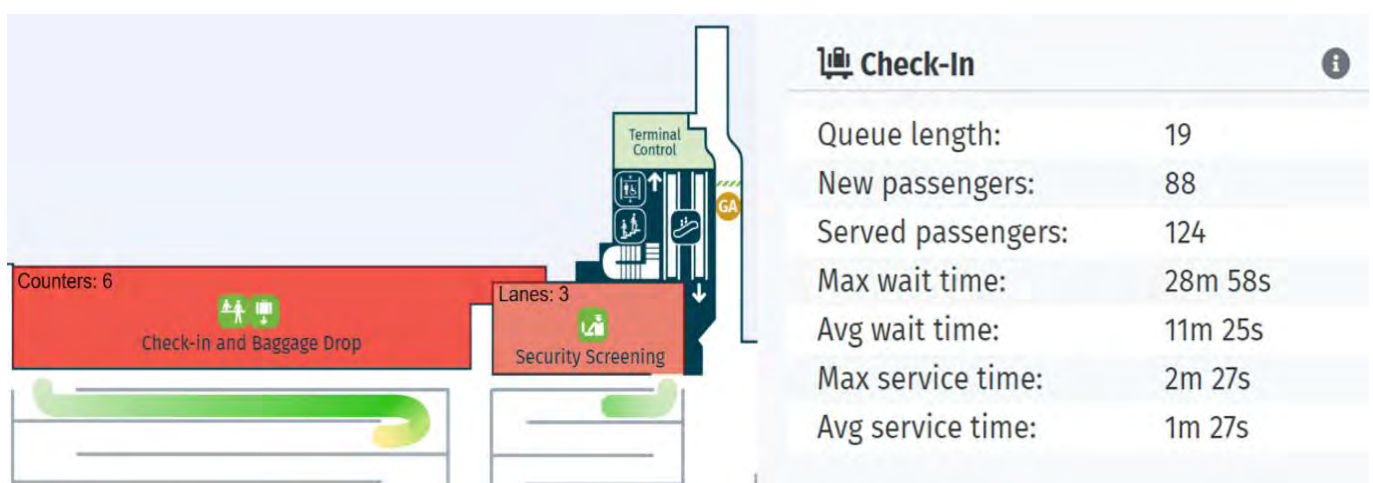 Terminal
Control
GA
Counters: 6
Check-in and Baggage Drop
Lanes: 3
Security Screening
Check-In
Queue length: 19
New passengers: 88
Served passengers: 124
Max wait time: 28m 58s
Avg wait time: 11m 25s
Max service time: 2m 27s
Avg service time: 1m 27s